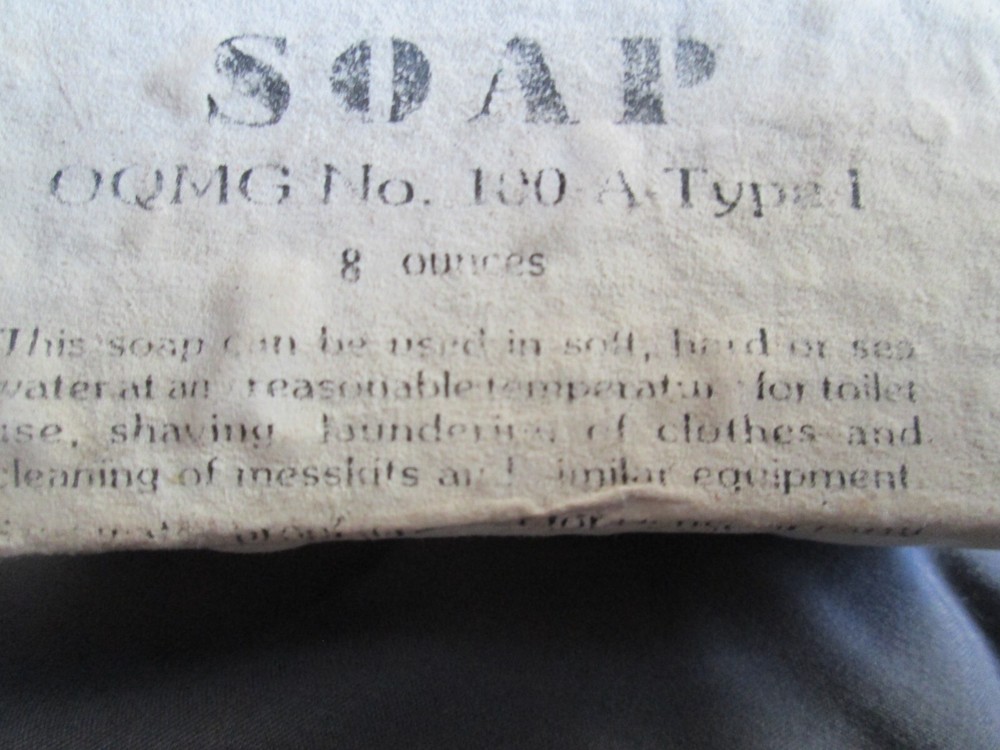 SOAP
OQMG No. 100-A-Type-I
8 ounces
This soap can be used in soft, hard or sea
water at any reasonable temperature for toilet
use, shaving, laundering of clothes and
cleaning of messkits and similar equipment